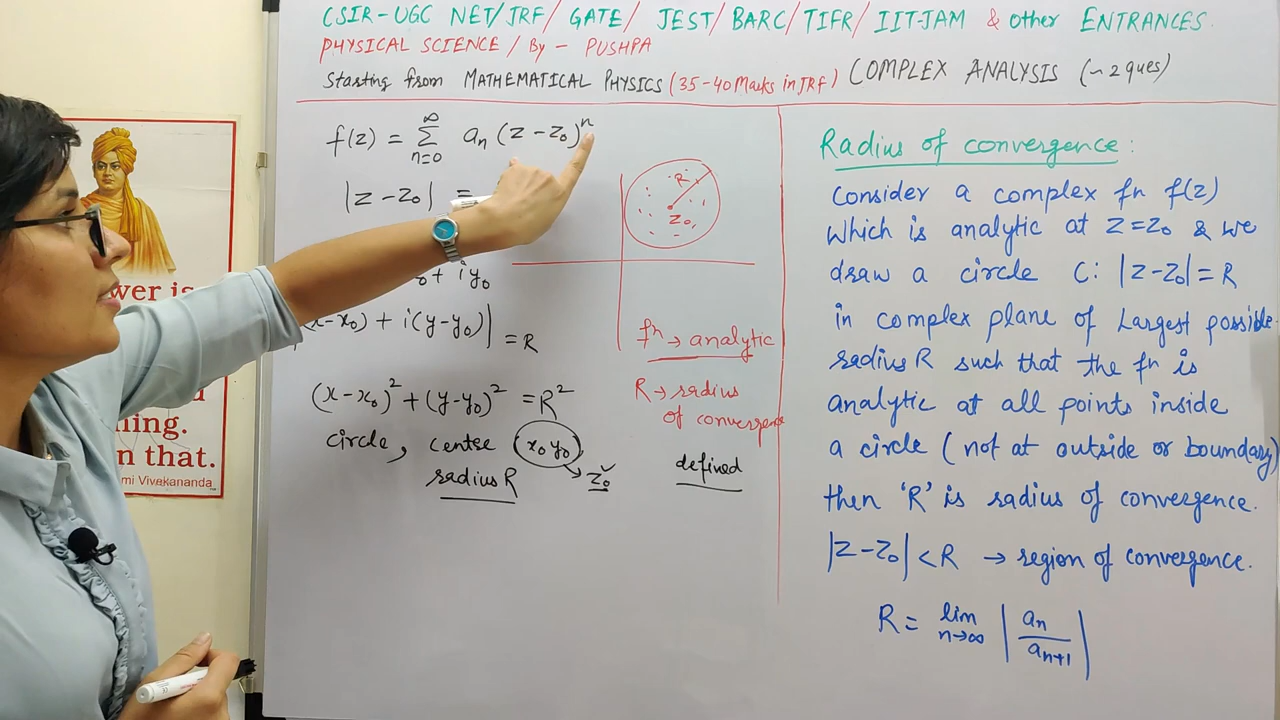 CSIR-UGC NET/JRF/GATE/ JEST/BARC/TIFR/ IIT-JAM & other ENTRANCES.
PHYSICAL SCIENCE / By - PUSHPA
Starting from MATHEMATICAL PHYSICS (35-40 Marks in JRF) COMPLEX ANALYSIS (~2 ques)
f(z) = ∑_{n=0}^{∞} a_n (z - z_0)^n
|z - z_0| =
_0 + iy_0
(x-x_0) + i(y-y_0)| = R
(x-x_0)^2 + (y-y_0)^2 = R^2
circle, centre x_0 y_0 → z_0
radius R
R
z_0
f^n → analytic
R → radius
of convergence
defined
Radius of convergence:
Consider a complex fn f(z)
which is analytic at z=z_0 & we
draw a circle C: |z-z_0| = R
in complex plane of Largest possible
radius R such that the fn is
analytic at all points inside
a circle (not at outside or boundary)
then 'R' is radius of convergence.
|z-z_0| < R → region of convergence.
R = lim_{n→∞} |a_n / a_{n+1}|
wer is
ning.
n that.
mi Vivekananda